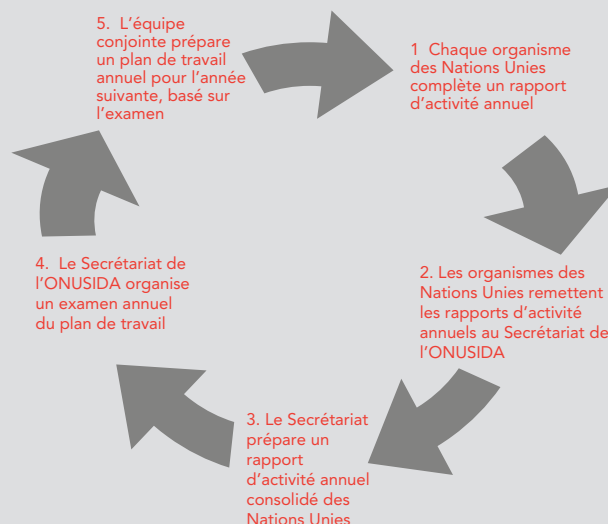 1 Chaque organisme
des Nations Unies
complète un rapport
d'activité annuel
2. Les organismes des
Nations Unies remettent
les rapports d'activité
annuels au Secrétariat de
l'ONUSIDA
3. Le Secrétariat
prépare un
rapport
d'activité annuel
consolidé des
Nations Unies
4. Le Secrétariat de
l'ONUSIDA organise
un examen annuel
du plan de travail
5. L'équipe
conjointe prépare
un plan de travail
annuel pour l'année
suivante, basé sur
l'examen